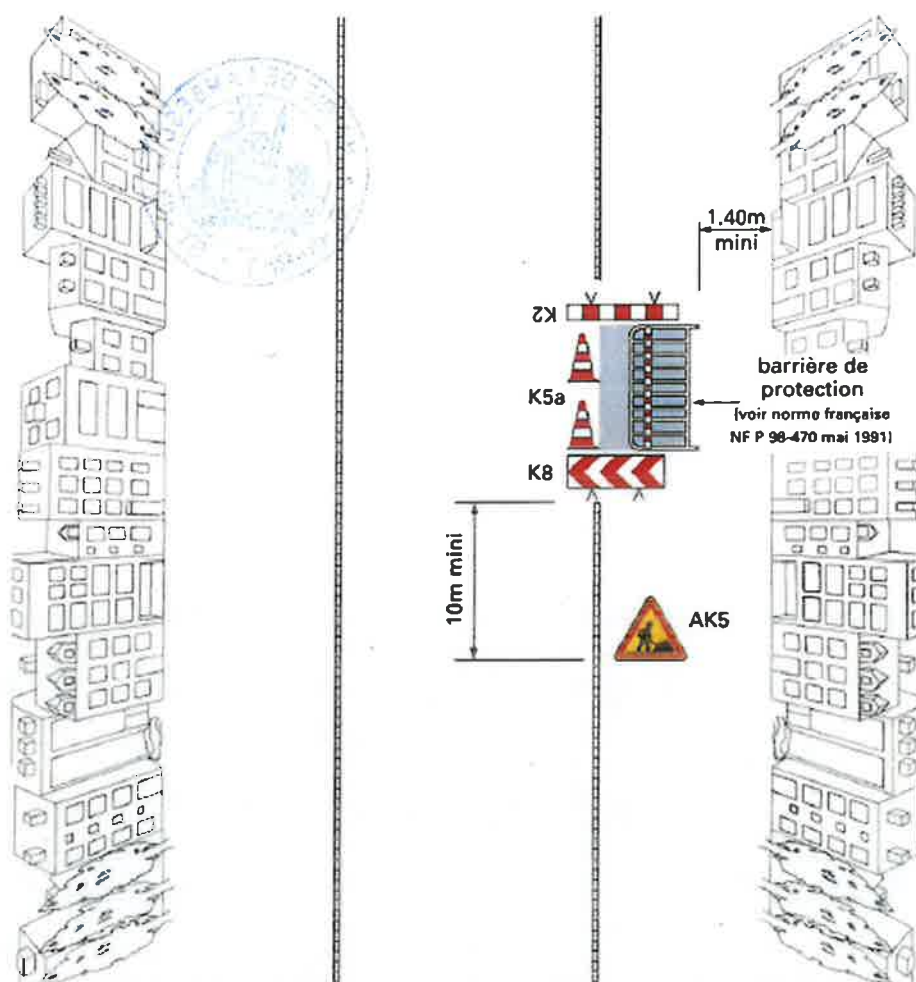 1.40m
mini
K2
K5a
barrière de
protection
(voir norme française
NF P 98-470 mai 1991)
K8
10m mini
AK5